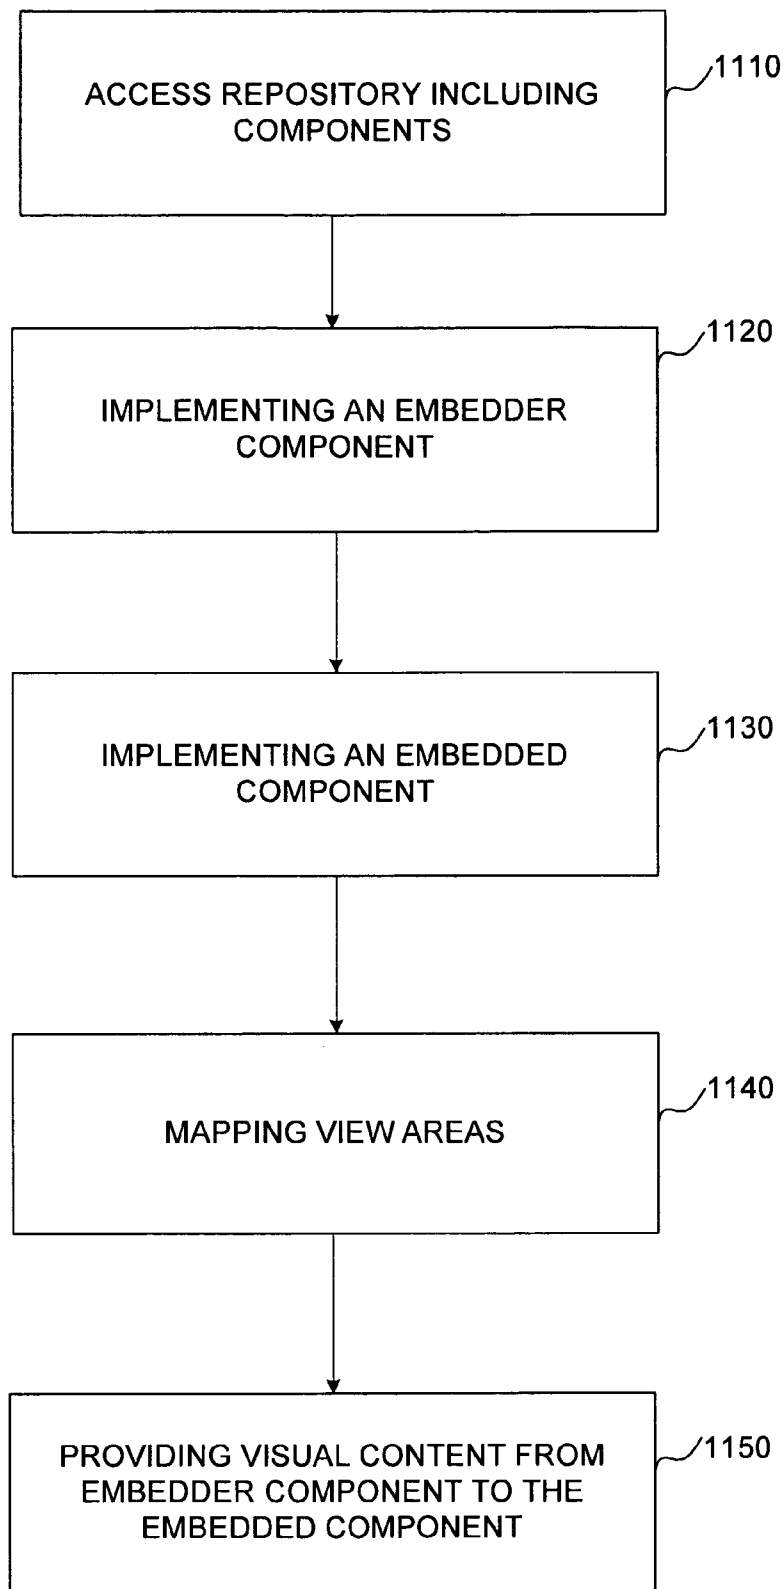 ACCESS REPOSITORY INCLUDING
COMPONENTS
1110
IMPLEMENTING AN EMBEDDER
COMPONENT
1120
IMPLEMENTING AN EMBEDDED
COMPONENT
1130
MAPPING VIEW AREAS
1140
PROVIDING VISUAL CONTENT FROM
EMBEDDER COMPONENT TO THE
EMBEDDED COMPONENT
1150